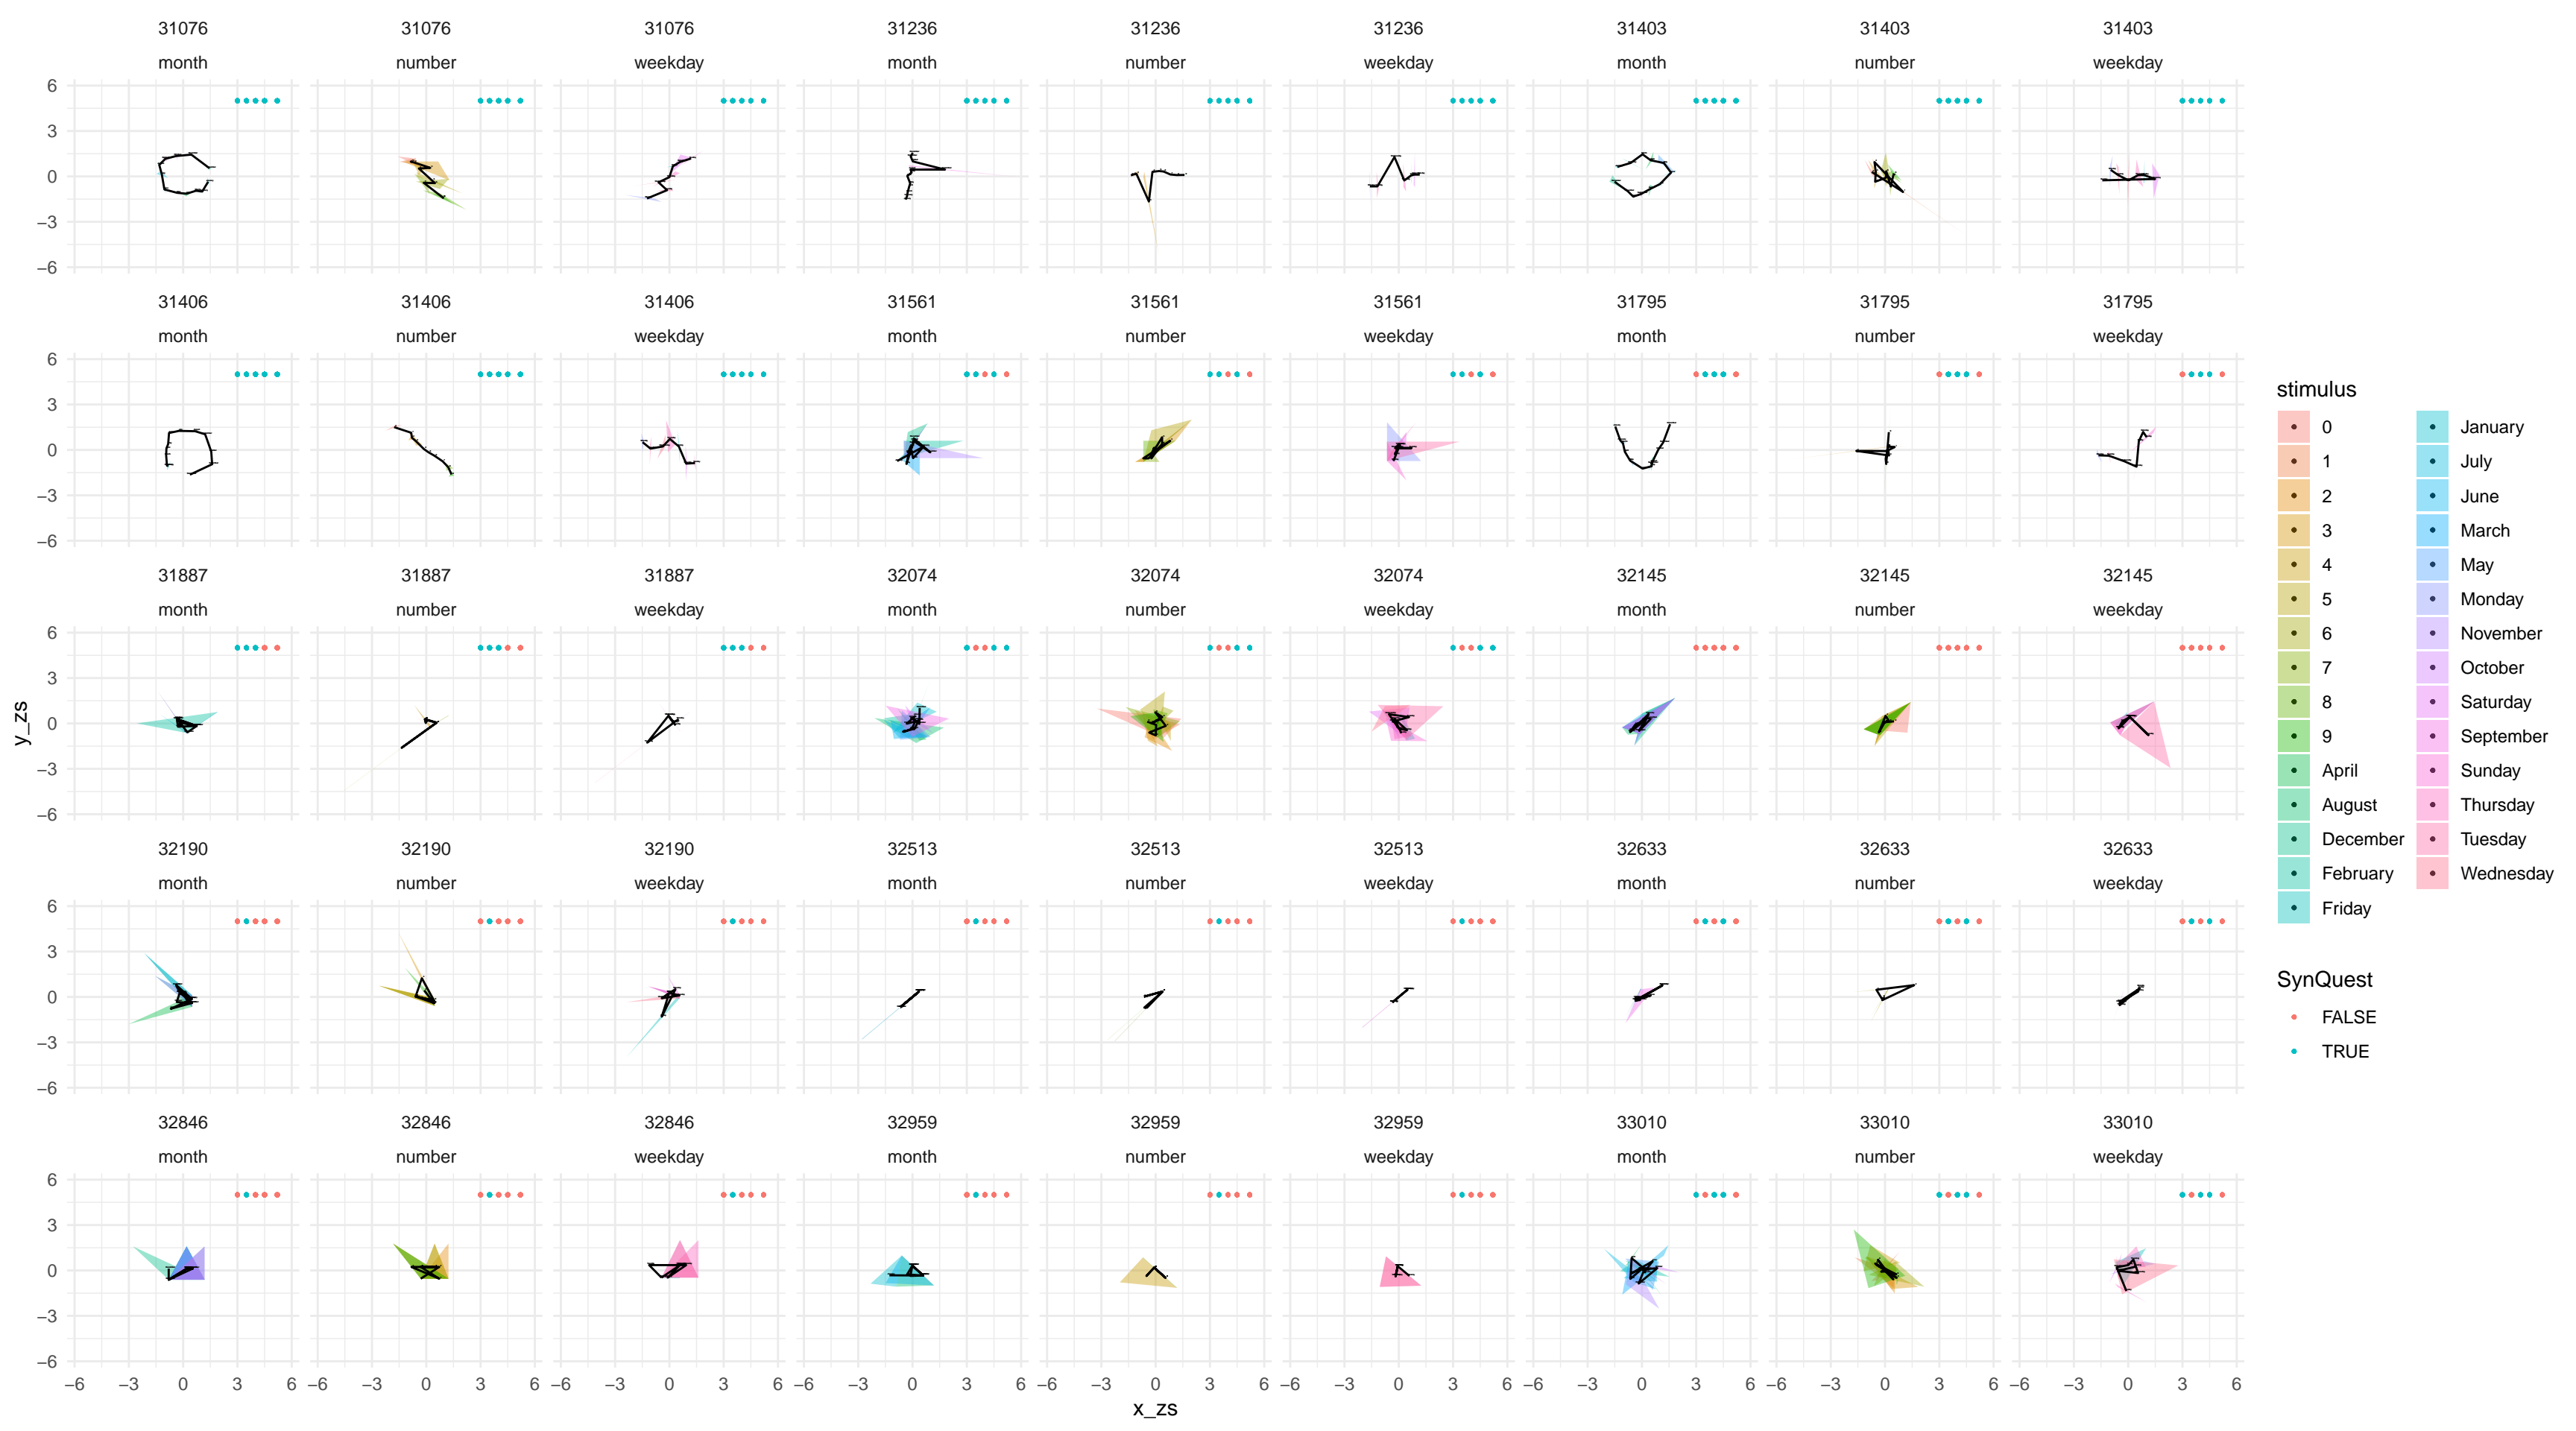 31076 31076 31076 31236 31236 31236 31403 31403 31403
month number weekday month number weekday month number weekday
6
3
0
−3
−6
31406 31406 31406 31561 31561 31561 31795 31795 31795
month number weekday month number weekday month number weekday
6
3
0
−3
−6
31887 31887 31887 32074 32074 32074 32145 32145 32145
month number weekday month number weekday month number weekday
6
3
0
−3
−6
32190 32190 32190 32513 32513 32513 32633 32633 32633
month number weekday month number weekday month number weekday
6
3
0
−3
−6
32846 32846 32846 32959 32959 32959 33010 33010 33010
month number weekday month number weekday month number weekday
6
3
0
−3
−6
−6 −3 0 3 6 −6 −3 0 3 6 −6 −3 0 3 6 −6 −3 0 3 6 −6 −3 0 3 6 −6 −3 0 3 6 −6 −3 0 3 6 −6 −3 0 3 6 −6 −3 0 3 6
x_zs
y_zs
stimulus
0 January
1 July
2 June
3 March
4 May
5 Monday
6 November
7 October
8 Saturday
9 September
April Sunday
August Thursday
December Tuesday
February Wednesday
Friday
SynQuest
FALSE
TRUE